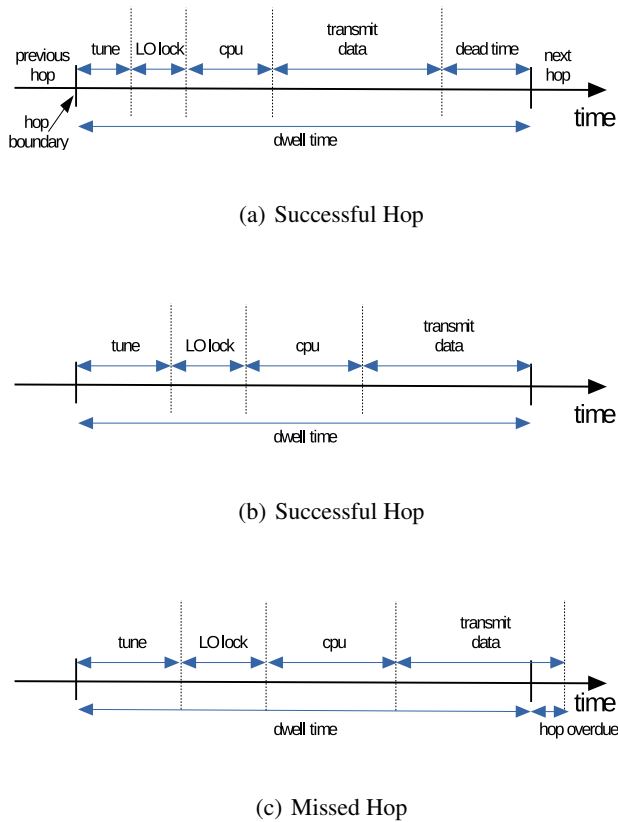 transmit
tune LO lock cpu data dead time
previous next
hop hop
hop
boundary
time
dwell time
(a) Successful Hop
transmit
tune LO lock cpu data
time
dwell time
(b) Successful Hop
transmit
tune LO lock cpu data
time
dwell time hop overdue
(c) Missed Hop